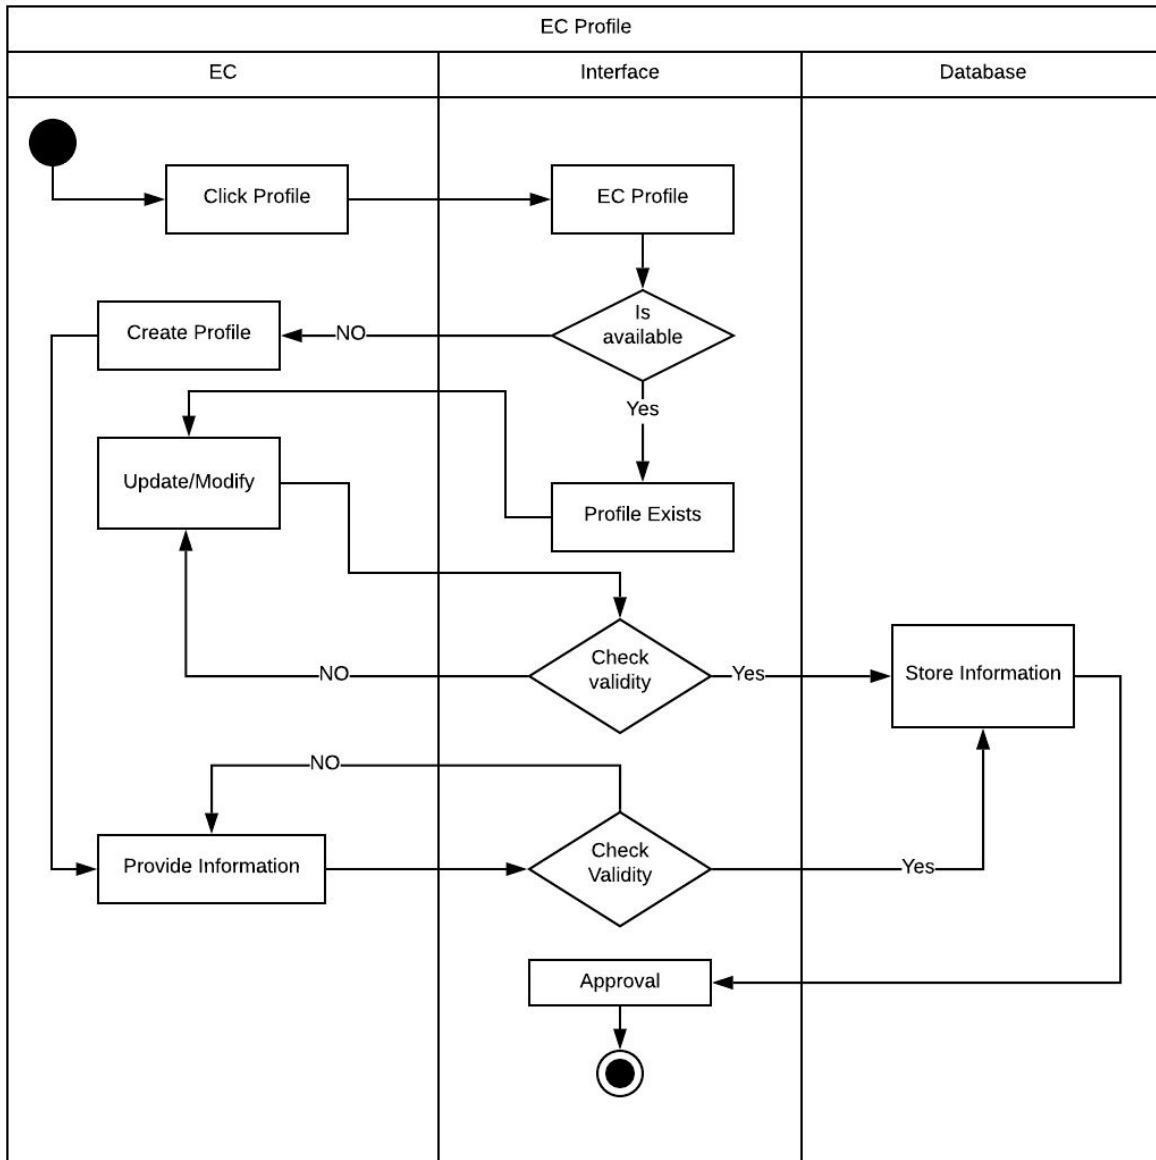 EC Profile
EC
Interface
Database
Click Profile
EC Profile
Is
available
NO
Create Profile
Yes
Update/Modify
Profile Exists
Check
validity
NO
Yes
Store Information
NO
Provide Information
Check
Validity
Yes
Approval